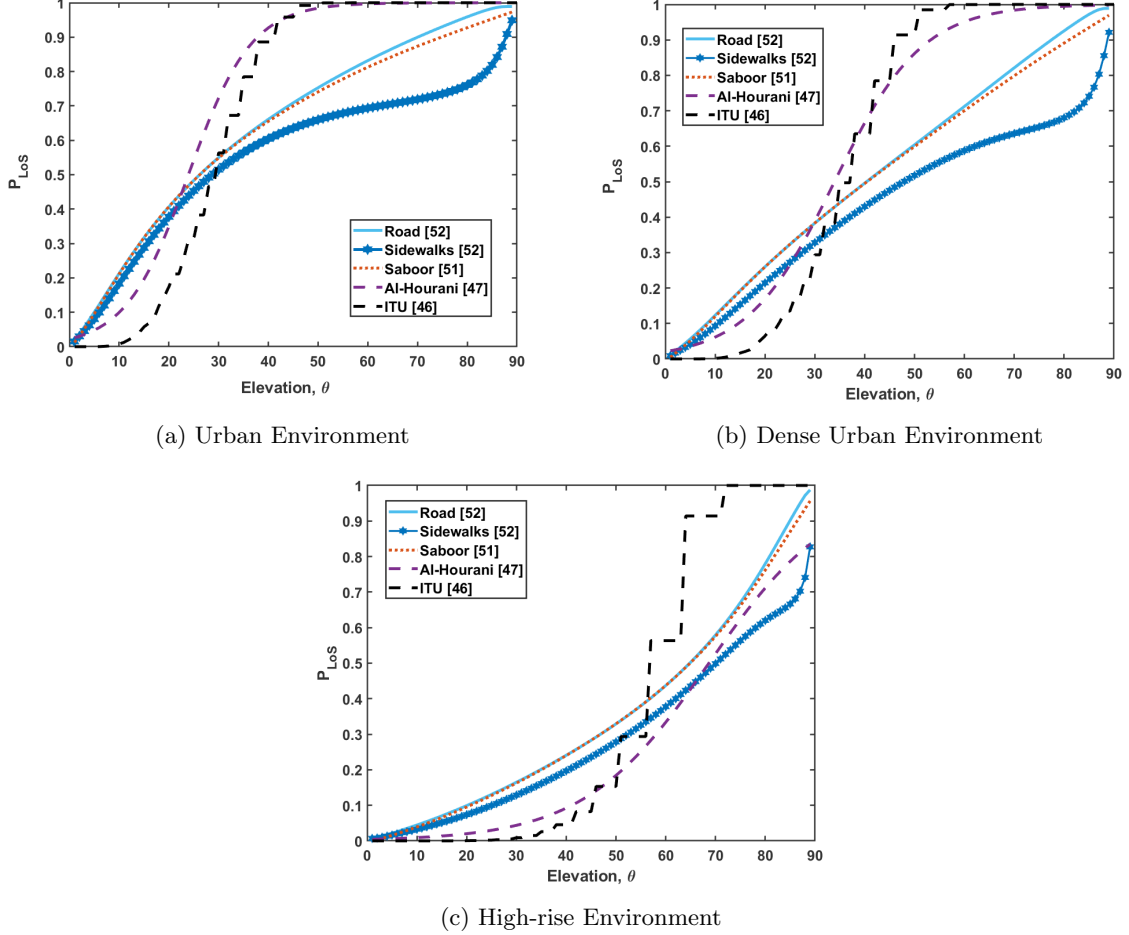 1
0.9
0.8
0.7
0.6
0.5
0.4
0.3
0.2
0.1
0
P_LoS
Road [52]
Sidewalks [52]
Saboor [51]
Al-Hourani [47]
ITU [46]
0 10 20 30 40 50 60 70 80 90
Elevation, θ
(a) Urban Environment
1
0.9
0.8
0.7
0.6
0.5
0.4
0.3
0.2
0.1
0
P_LoS
Road [52]
Sidewalks [52]
Saboor [51]
Al-Hourani [47]
ITU [46]
0 10 20 30 40 50 60 70 80 90
Elevation, θ
(b) Dense Urban Environment
1
0.9
0.8
0.7
0.6
0.5
0.4
0.3
0.2
0.1
0
P_LoS
Road [52]
Sidewalks [52]
Saboor [51]
Al-Hourani [47]
ITU [46]
0 10 20 30 40 50 60 70 80 90
Elevation, θ
(c) High-rise Environment